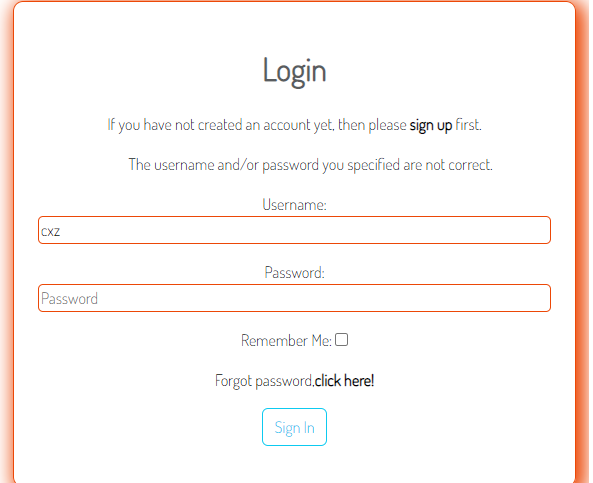 Login
If you have not created an account yet, then please sign up first.
The username and/or password you specified are not correct.
Username:
cxz
Password:
Password
Remember Me:
Forgot password,click here!
Sign In